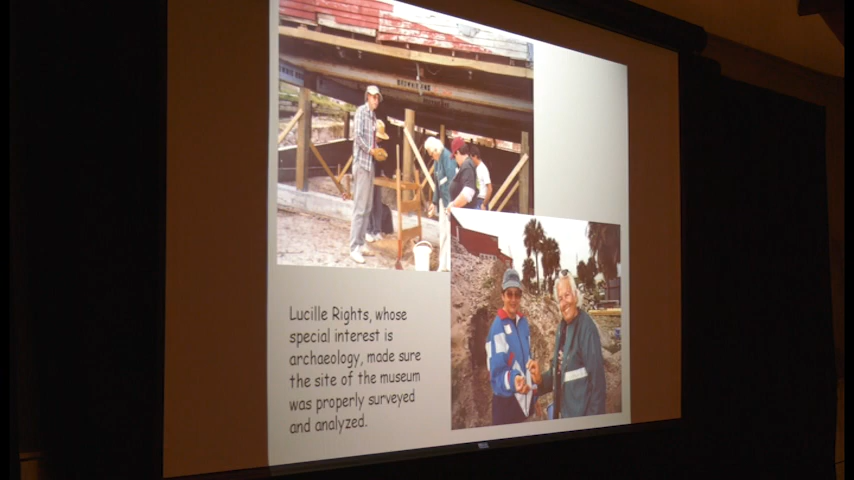 Lucille Rights, whose
special interest is
archaeology, made sure
the site of the museum
was properly surveyed
and analyzed.